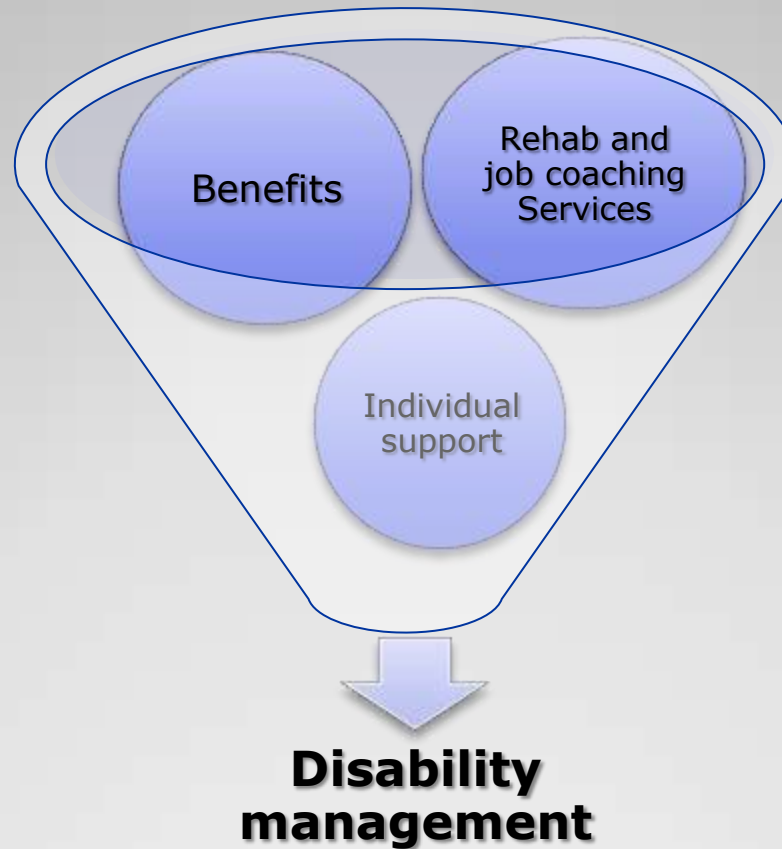 Benefits
Rehab and
job coaching
Services
Individual
support
Disability
management